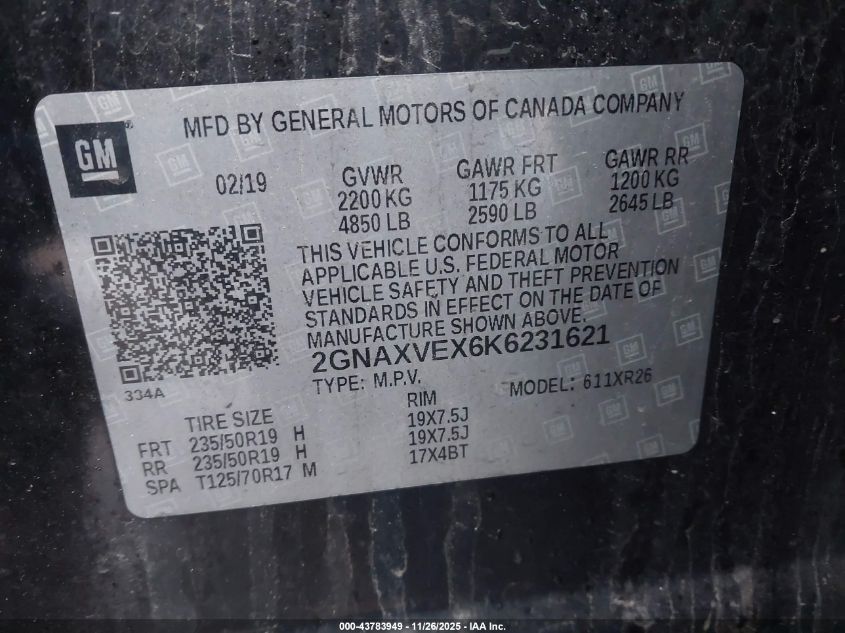 MFD BY GENERAL MOTORS OF CANADA COMPANY
GM
02/19 GVWR GAWR FRT GAWR RR
2200 KG 1175 KG 1200 KG
4850 LB 2590 LB 2645 LB
THIS VEHICLE CONFORMS TO ALL
APPLICABLE U.S. FEDERAL MOTOR
VEHICLE SAFETY AND THEFT PREVENTION
STANDARDS IN EFFECT ON THE DATE OF
MANUFACTURE SHOWN ABOVE.
2GNAXVEX6K6231621
334A
TYPE: M.P.V. MODEL: 611XR26
TIRE SIZE RIM
FRT 235/50R19 H 19X7.5J
RR 235/50R19 H 19X7.5J
SPA T125/70R17 M 17X4BT
000-43783949 - 11/26/2025 - IAA Inc.